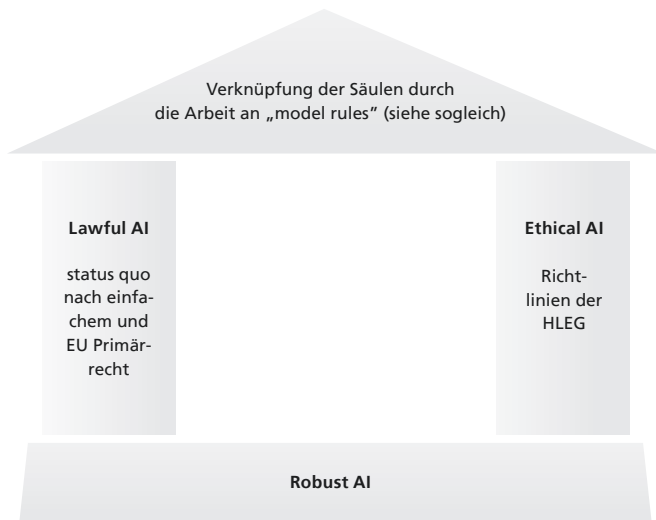 Verknüpfung der Säulen durch
die Arbeit an „model rules” (siehe sogleich)
Lawful AI
status quo
nach einfa-
chem und
EU Primär-
recht
Ethical AI
Richt-
linien der
HLEG
Robust AI